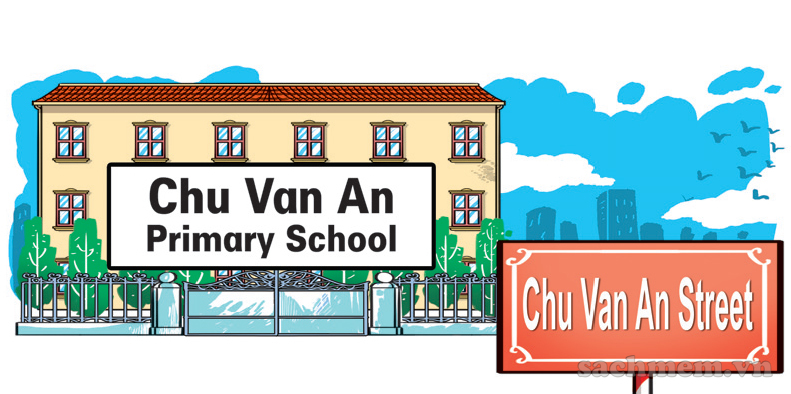 Chu Van An
Primary School
Chu Van An Street
sachmem.vn